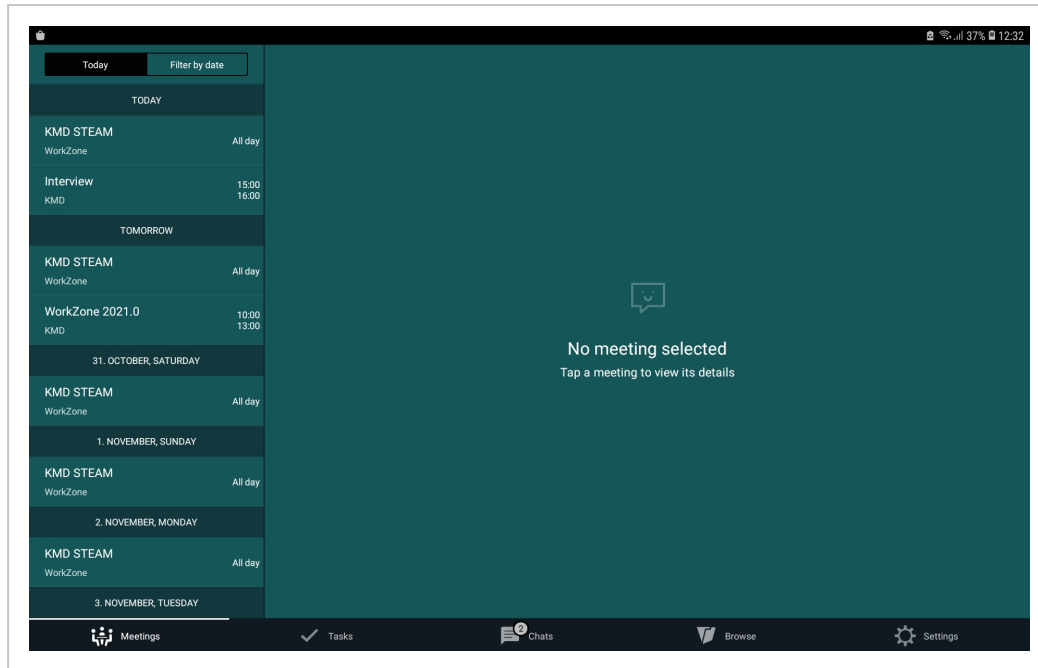 37% 12:32
Today Filter by date
TODAY
KMD STEAM
All day
WorkZone
Interview
15:00
KMD
16:00
TOMORROW
KMD STEAM
All day
WorkZone
WorkZone 2021.0
10:00
KMD
13:00
31. OCTOBER, SATURDAY
KMD STEAM
All day
WorkZone
1. NOVEMBER, SUNDAY
KMD STEAM
All day
WorkZone
2. NOVEMBER, MONDAY
KMD STEAM
All day
WorkZone
3. NOVEMBER, TUESDAY
No meeting selected
Tap a meeting to view its details
Meetings
Tasks
2
Chats
Browse
Settings